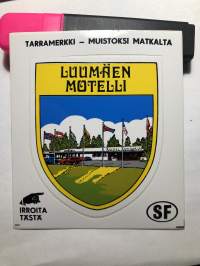 TARRAMERKKI – MUISTOKSI MATKALTA
LUUMÄEN
MOTELLI
IRROITA
TÄSTÄ
SF